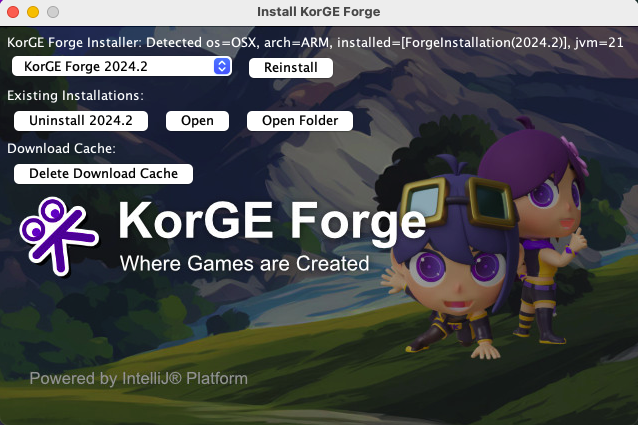 Install KorGE Forge
KorGE Forge Installer: Detected os=OSX, arch=ARM, installed=[ForgeInstallation(2024.2)], jvm=21
KorGE Forge 2024.2 Reinstall
Existing Installations:
Uninstall 2024.2 Open Open Folder
Download Cache:
Delete Download Cache
KorGE Forge
Where Games are Created
Powered by IntelliJ® Platform